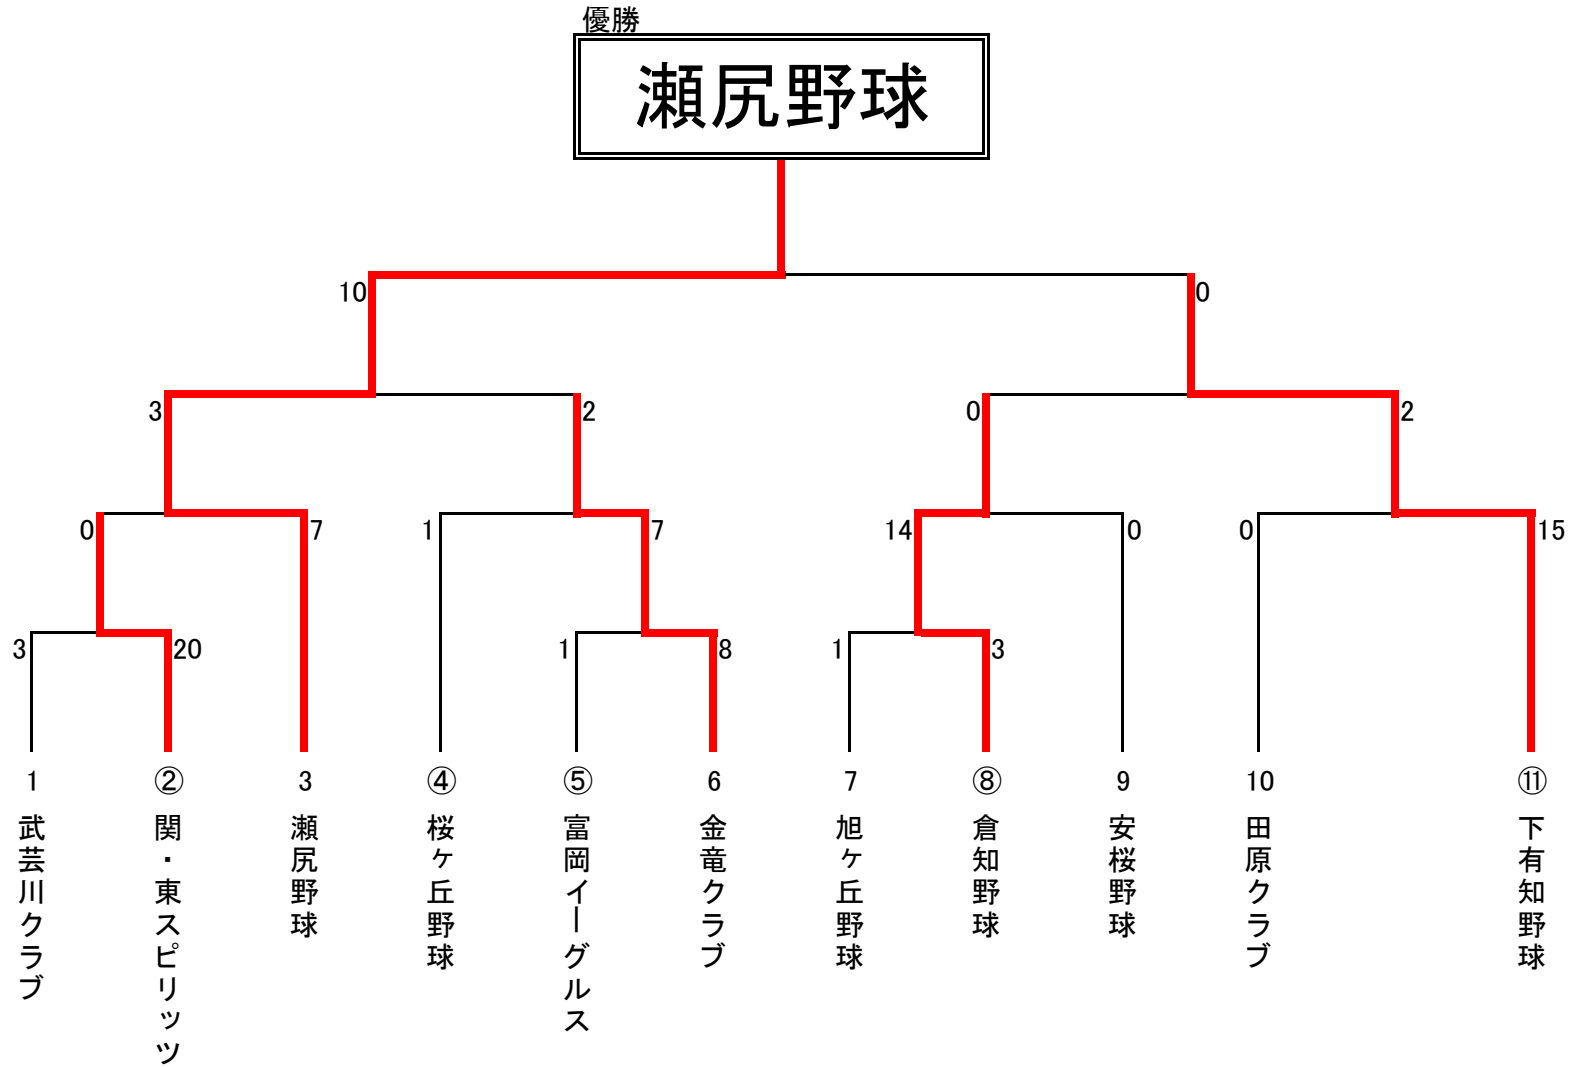 優勝
瀬尻野球
10
0
3
2
0
2
0
7
1
7
14
0
0
15
3
20
1
8
1
3
1
②
3
④
⑤
6
7
⑧
9
10
⑪
武芸川クラブ
関・東スピリッツ
瀬尻野球
桜ヶ丘野球
富岡イーグルス
金竜クラブ
旭ヶ丘野球
倉知野球
安桜野球
田原クラブ
下有知野球